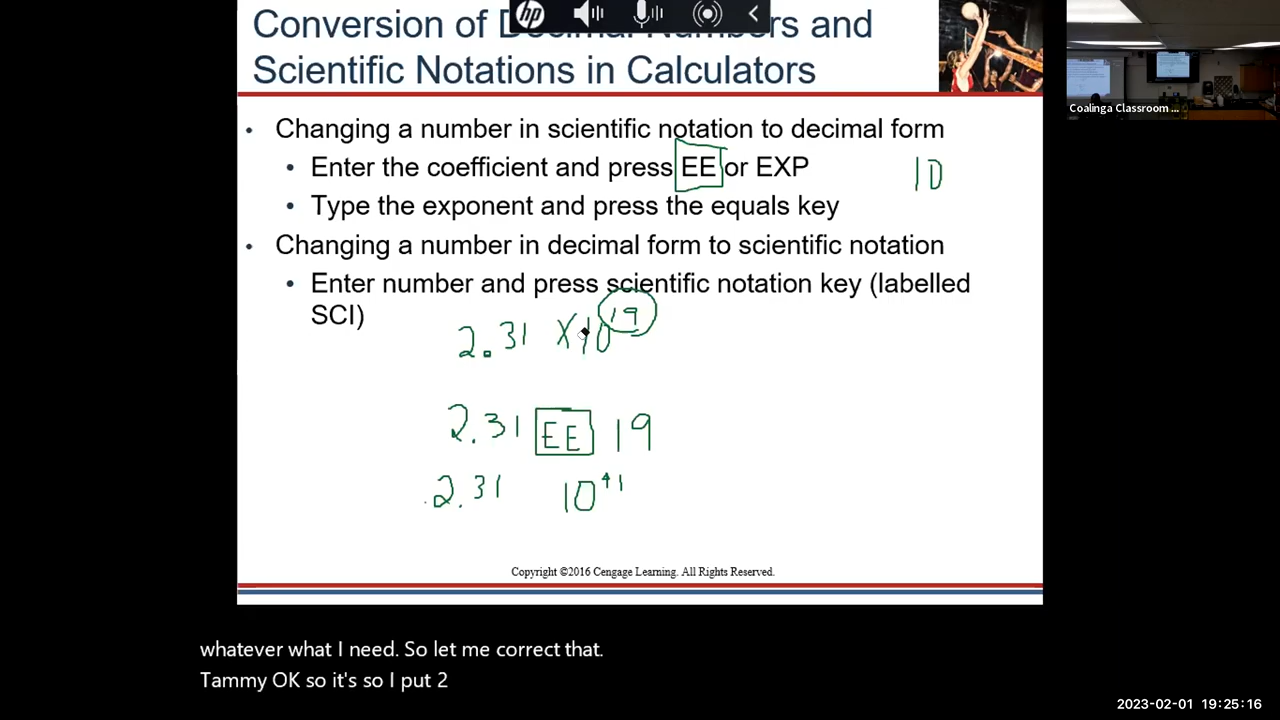 Conversion of Decimal Numbers and
Scientific Notations in Calculators
• Changing a number in scientific notation to decimal form
• Enter the coefficient and press EE or EXP
10
• Type the exponent and press the equals key
• Changing a number in decimal form to scientific notation
• Enter number and press scientific notation key (labelled
SCI)
2.31 X 10 19
2.31 EE 19
2.31 10 +1
Copyright ©2016 Cengage Learning. All Rights Reserved.
hp
Coalinga Classroom ...
whatever what I need. So let me correct that.
Tammy OK so it's so I put 2
2023-02-01 19:25:16